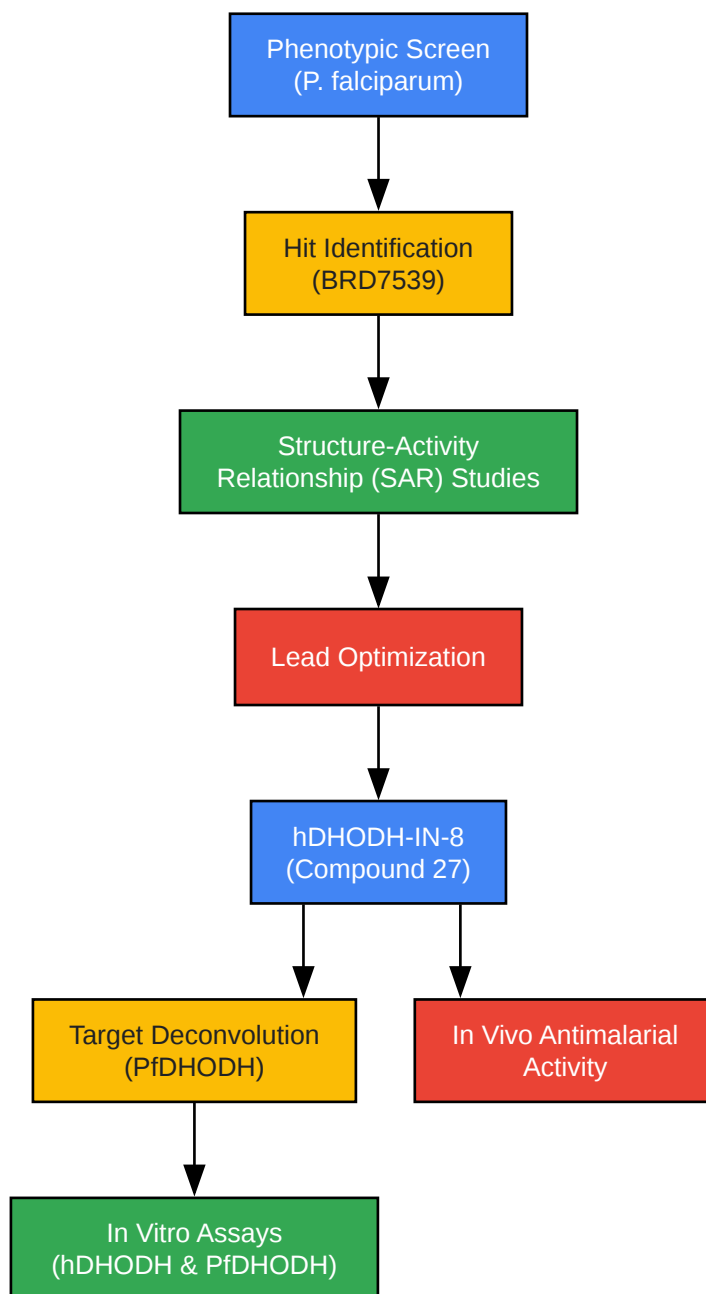 Phenotypic Screen
(P. falciparum)
Hit Identification
(BRD7539)
Structure-Activity
Relationship (SAR) Studies
Lead Optimization
hDHODH-IN-8
(Compound 27)
Target Deconvolution
(PfDHODH)
In Vivo Antimalarial
Activity
In Vitro Assays
(hDHODH & PfDHODH)